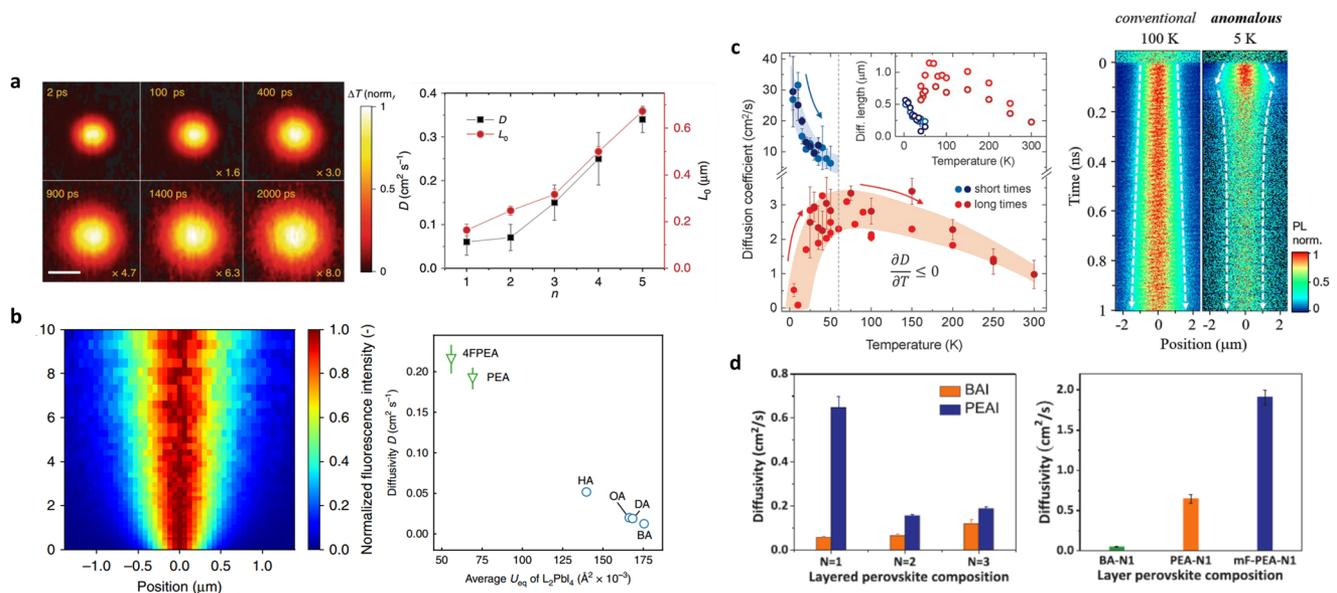 a
2 ps
100 ps
400 ps
× 1.6
× 3.0
900 ps
1400 ps
2000 ps
× 4.7
× 6.3
× 8.0
ΔT (norm,
1
0.5
0
D (cm² s⁻¹)
0.4
0.3
0.2
0.1
0.0
D
L₀
1 2 3 4 5
n
0.6
0.4
0.2
0.0
L₀ (μm)
b
10
8
6
4
2
0
−1.0 −0.5 0.0 0.5 1.0
Position (μm)
1.0
0.8
0.6
0.4
0.2
0.0
Normalized fluorescence intensity (-)
Diffusivity D (cm² s⁻¹)
0.20
0.15
0.10
0.05
0.00
4FPEA
PEA
HA
OA
DA
BA
50 75 100 125 150 175
Average Ueq of L₂PbI₄ (Å² × 10⁻³)
c
Diffusion coefficient (cm²/s)
40
30
20
10
3
2
1
0
Diff. length (μm)
1.0
0.5
0.0
0 100 200 300
Temperature (K)
short times
long times
∂D/∂T ≤ 0
0 50 100 150 200 250 300
Temperature (K)
conventional
anomalous
100 K
5 K
Time (ns)
0
0.2
0.4
0.6
0.8
1
-2 0 2
-2 0 2
Position (μm)
PL
norm.
1
0.5
0
d
Diffusivity (cm²/s)
0.8
0.6
0.4
0.2
0.0
BAI
PEAI
N=1 N=2 N=3
Layered perovskite composition
Diffusivity (cm²/s)
2.0
1.5
1.0
0.5
0.0
BA-N1 PEA-N1 mF-PEA-N1
Layer perovskite composition